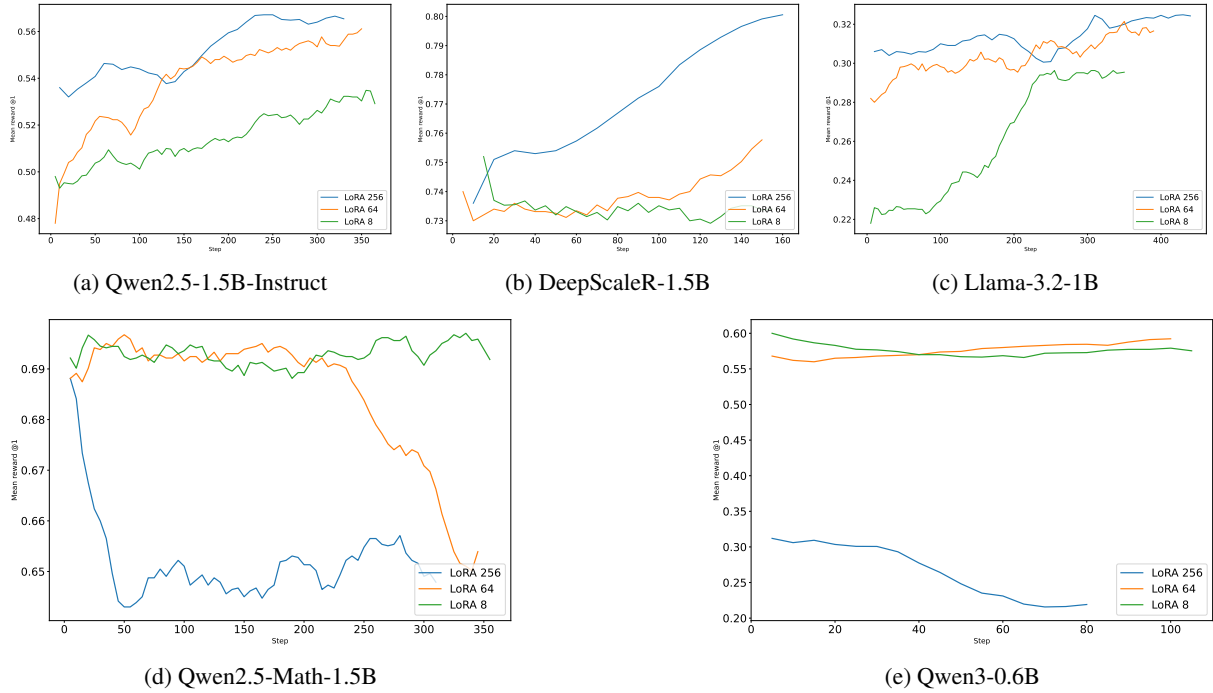 0.56
0.54
0.52
0.50
0.48
Mean reward @1
0 50 100 150 200 250 300 350
Step
LoRA 256
LoRA 64
LoRA 8
(a) Qwen2.5-1.5B-Instruct
0.80
0.79
0.78
0.77
0.76
0.75
0.74
0.73
Mean reward @1
0 20 40 60 80 100 120 140 160
Step
LoRA 256
LoRA 64
LoRA 8
(b) DeepScaleR-1.5B
0.32
0.30
0.28
0.26
0.24
0.22
Mean reward @1
0 100 200 300 400
Step
LoRA 256
LoRA 64
LoRA 8
(c) Llama-3.2-1B
0.69
0.68
0.67
0.66
0.65
Mean reward @1
0 50 100 150 200 250 300 350
Step
LoRA 256
LoRA 64
LoRA 8
(d) Qwen2.5-Math-1.5B
0.60
0.55
0.50
0.45
0.40
0.35
0.30
0.25
0.20
Mean reward @1
0 20 40 60 80 100
Step
LoRA 256
LoRA 64
LoRA 8
(e) Qwen3-0.6B